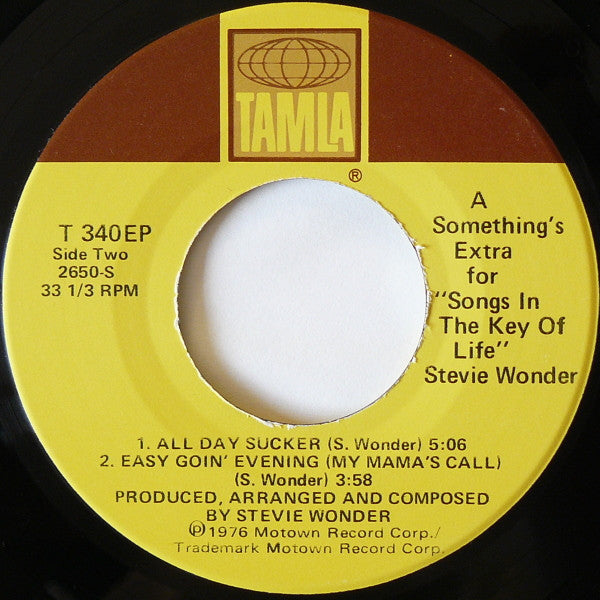 TAMLA
®
T 340EP
Side Two
2650-S
33 1/3 RPM
A
Something's
Extra
for
"Songs In
The Key Of
Life"
Stevie Wonder
1. ALL DAY SUCKER (S. Wonder) 5:06
2. EASY GOIN' EVENING (MY MAMA'S CALL)
(S. Wonder) 3:58
PRODUCED, ARRANGED AND COMPOSED
BY STEVIE WONDER
℗1976 Motown Record Corp./
Trademark Motown Record Corp.